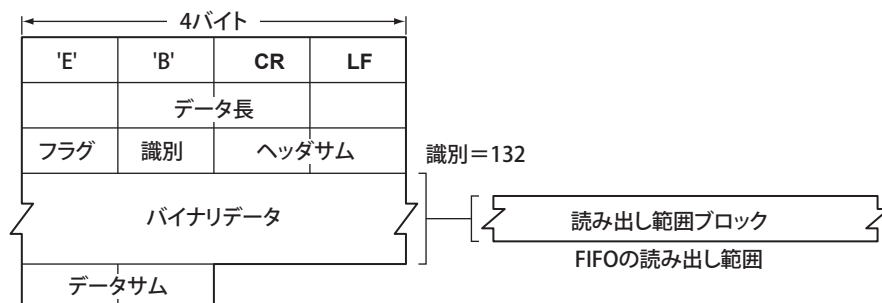 4バイト
'E' 'B' CR LF
データ長
フラグ 識別 ヘッダサム 識別＝132
バイナリデータ 読み出し範囲ブロック
FIFOの読み出し範囲
データサム